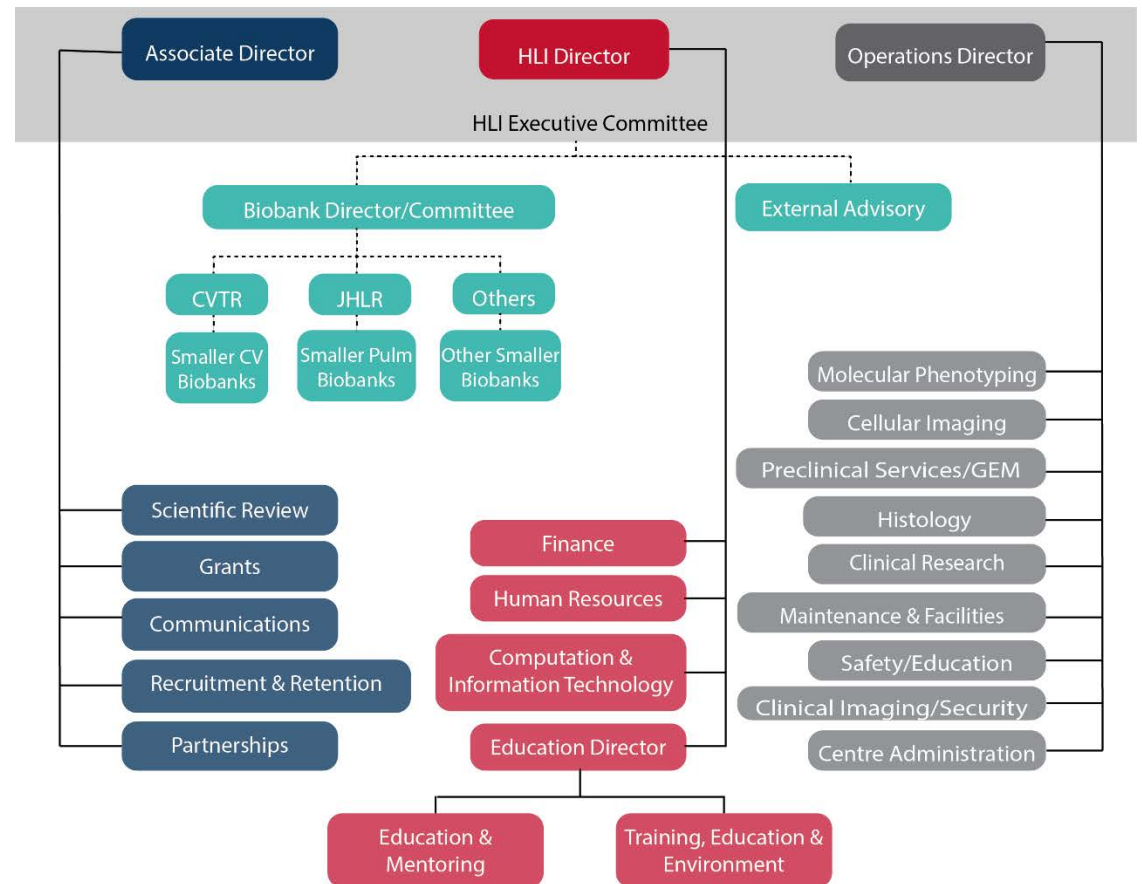 Associate Director
HLI Director
Operations Director
HLI Executive Committee
Biobank Director/Committee
External Advisory
CVTR
JHLR
Others
Smaller CV
Biobanks
Smaller Pulm
Biobanks
Other Smaller
Biobanks
Scientific Review
Grants
Communications
Recruitment & Retention
Partnerships
Finance
Human Resources
Computation &
Information Technology
Education Director
Education &
Mentoring
Training, Education &
Environment
Molecular Phenotyping
Cellular Imaging
Preclinical Services/GEM
Histology
Clinical Research
Maintenance & Facilities
Safety/Education
Clinical Imaging/Security
Centre Administration